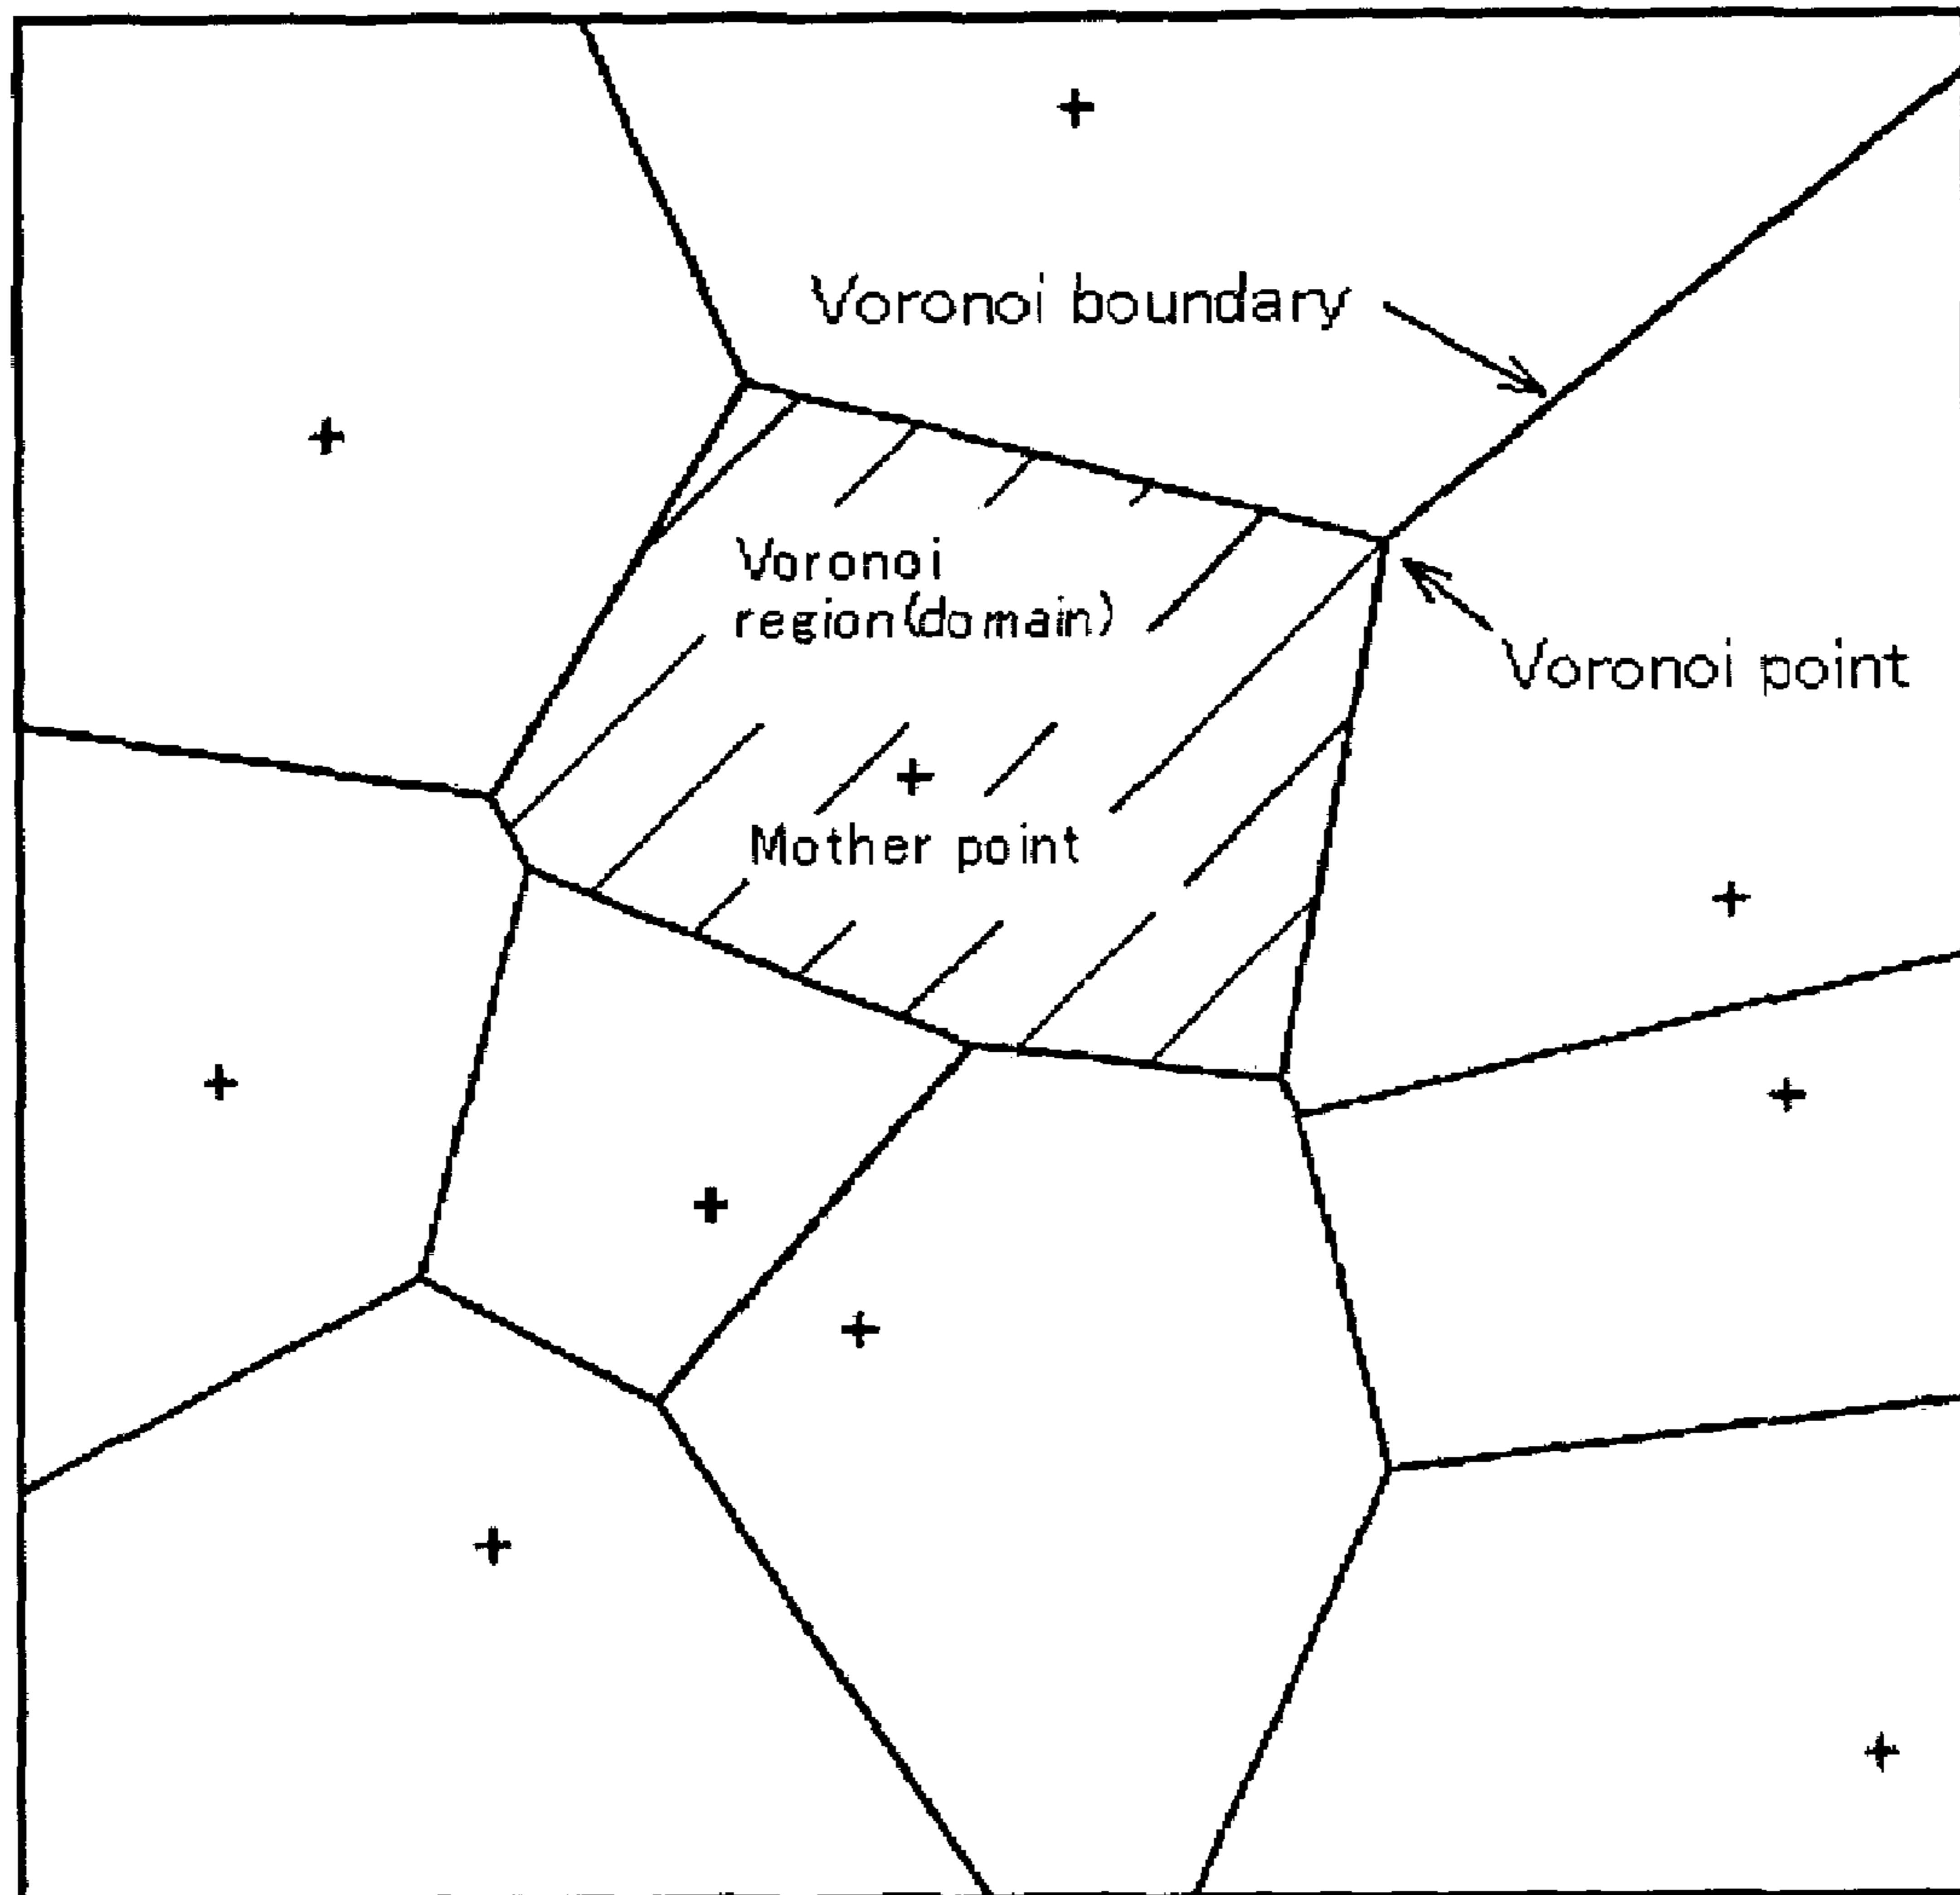 Voronoi boundary
Voronoi
region(domain)
Voronoi point
Mother point